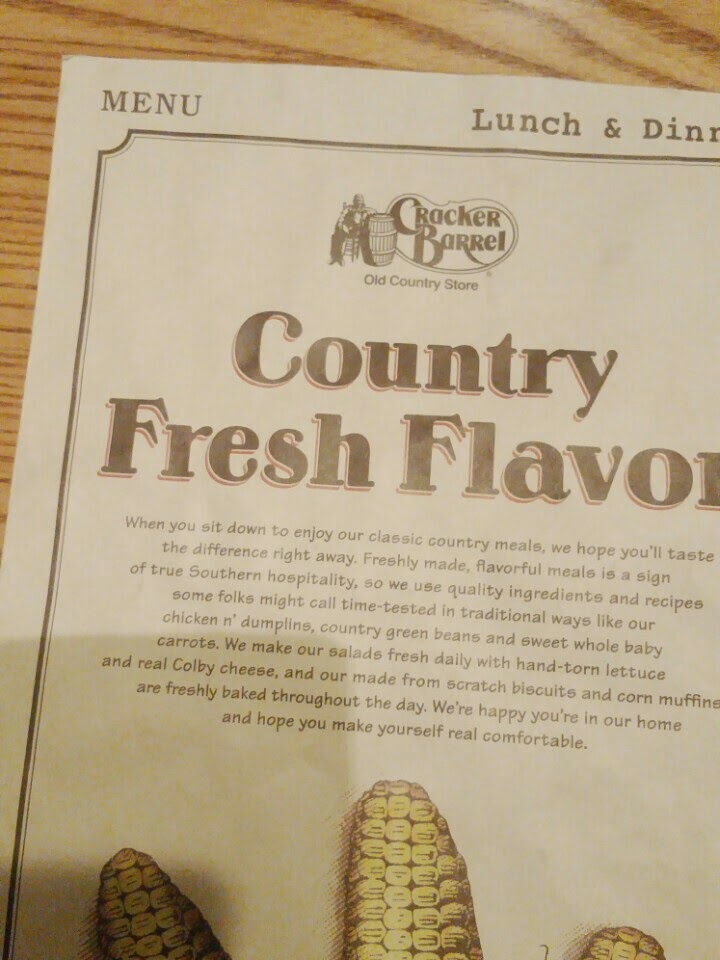 MENU
Lunch & Dinn
Cracker
Barrel
Old Country Store
Country
Fresh Flavor
When you sit down to enjoy our classic country meals, we hope you'll taste
the difference right away. Freshly made, flavorful meals is a sign
of true Southern hospitality, so we use quality ingredients and recipes
some folks might call time-tested in traditional ways like our
chicken n' dumplins, country green beans and sweet whole baby
carrots. We make our salads fresh daily with hand-torn lettuce
and real Colby cheese, and our made from scratch biscuits and corn muffins
are freshly baked throughout the day. We're happy you're in our home
and hope you make yourself real comfortable.